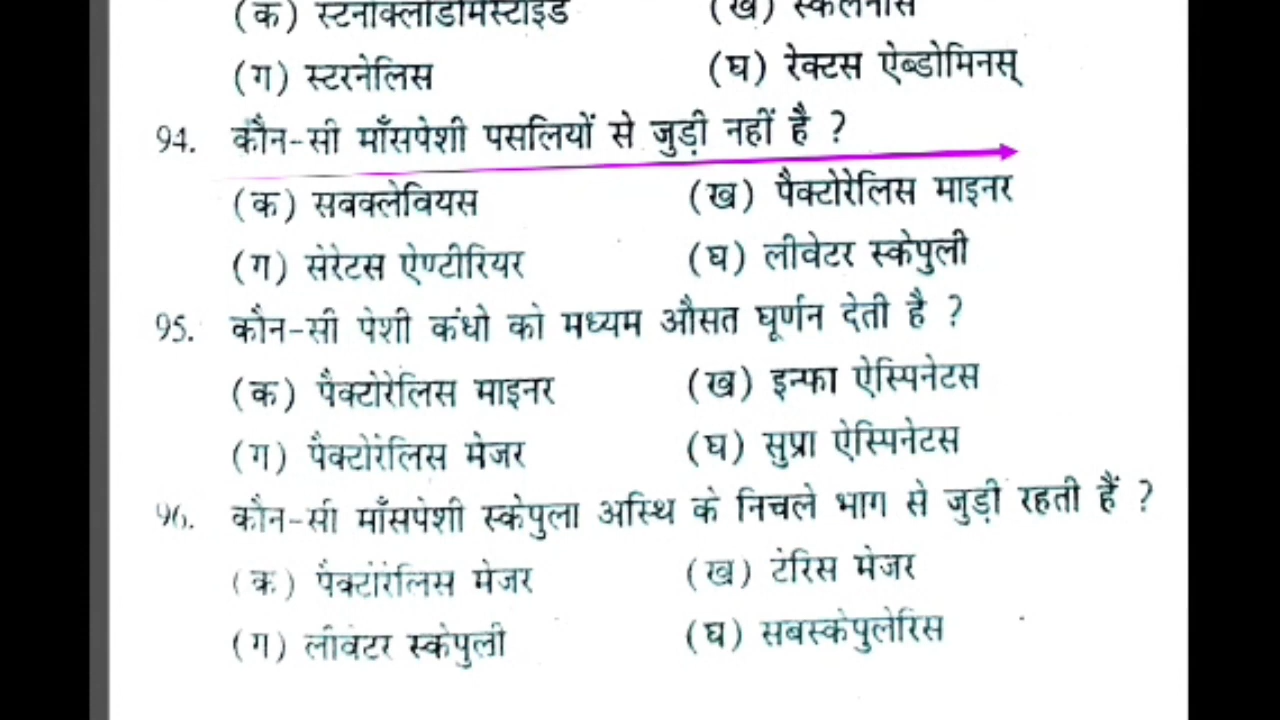 (क) स्टर्नोक्लीडोमेस्टाइड (ख) स्केलेनीस
(ग) स्टरनेलिस (घ) रेक्टस ऐब्डोमिनस्
94. कौन-सी माँसपेशी पसलियों से जुड़ी नहीं है ?
(क) सबक्लेवियस (ख) पैक्टोरेलिस माइनर
(ग) सेरेटस ऐण्टीरियर (घ) लीवेटर स्केपुली
95. कौन-सी पेशी कंधो को मध्यम औसत घूर्णन देती है ?
(क) पैक्टोरेलिस माइनर (ख) इन्फ्रा ऐस्पिनेटस
(ग) पैक्टोरेलिस मेजर (घ) सुप्रा ऐस्पिनेटस
96. कौन-सी माँसपेशी स्केपुला अस्थि के निचले भाग से जुड़ी रहती हैं ?
(क) पैक्टोरेलिस मेजर (ख) टेरिस मेजर
(ग) लीवेटर स्केपुली (घ) सबस्केपुलेरिस